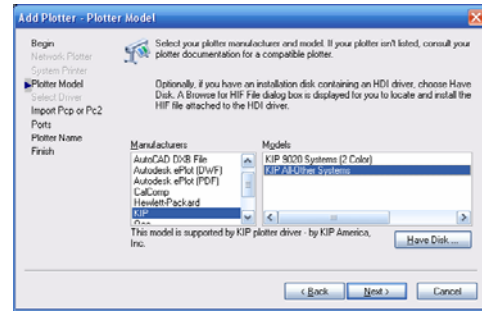 Add Plotter - Plotter Model
Begin
Network Plotter
System Printer
Plotter Model
Select Driver
Import Pcp or Pc2
Ports
Plotter Name
Finish
Select your plotter manufacturer and model. If your plotter isn't listed, consult your
plotter documentation for a compatible plotter.
Optionally, if you have an installation disk containing an HDI driver, choose Have
Disk. A Browse for HIF File dialog box is displayed for you to locate and install the
HIF file attached to the HDI driver.
Manufacturers
AutoCAD DXB File
Autodesk ePlot (DWF)
Autodesk ePlot (PDF)
CalComp
Hewlett-Packard
KIP
Models
KIP 9020 Systems (2 Color)
KIP All-Other Systems
This model is supported by KIP plotter driver - by KIP America,
Inc.
Have Disk ...
< Back
Next >
Cancel